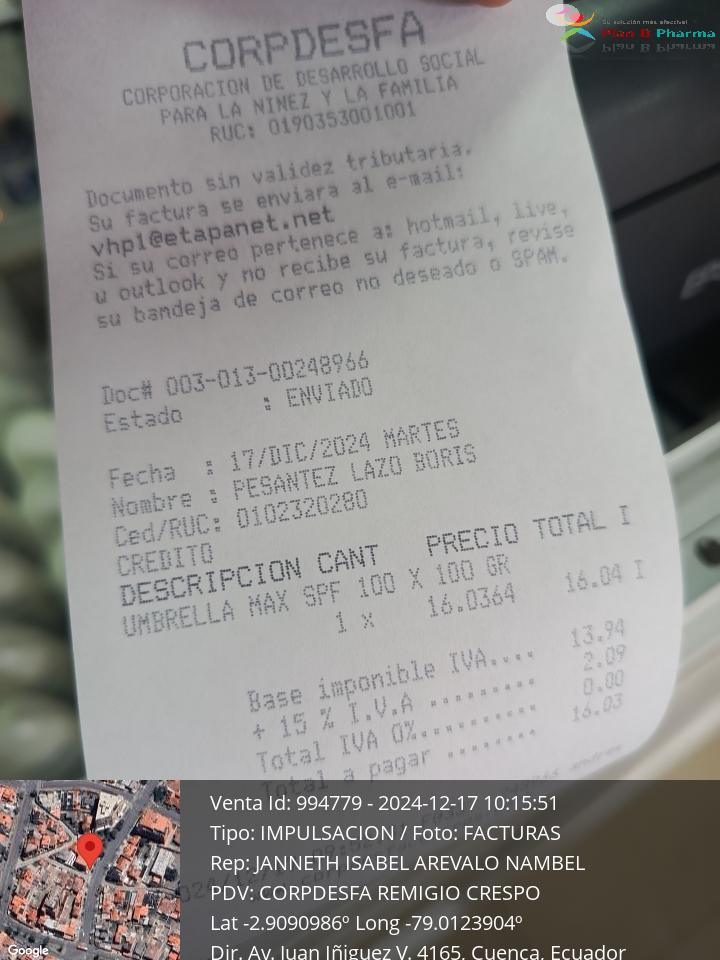 Su solución más efectiva!
Plan B Pharma
CORPDESFA
CORPORACION DE DESARROLLO SOCIAL
PARA LA NINEZ Y LA FAMILIA
RUC: 0190353001001
Documento sin validez tributaria.
Su factura se enviara al e-mail:
vhpl@etapanet.net
Si su correo pertenece a: hotmail, live,
u outlook y no recibe su factura, revise
su bandeja de correo no deseado o SPAM.
Doc# 003-013-00248966
Estado : ENVIADO
Fecha : 17/DIC/2024 MARTES
Nombre : PESANTEZ LAZO BORIS
Ced/RUC: 0102320280
CREDITO
DESCRIPCION CANT PRECIO TOTAL I
UMBRELLA MAX SPF 100 X 100 GR
1 x 16.0364 16.04 I
Base imponible IVA.... 13.94
+ 15 % I.V.A ......... 2.09
Total IVA 0%.......... 0.00
Total a pagar ........ 16.03
Venta Id: 994779 - 2024-12-17 10:15:51
Tipo: IMPULSACION / Foto: FACTURAS
Rep: JANNETH ISABEL AREVALO NAMBEL
PDV: CORPDESFA REMIGIO CRESPO
Lat -2.9090986º Long -79.0123904º
Dir. Av. Juan Iñiguez V. 4165, Cuenca, Ecuador
Google